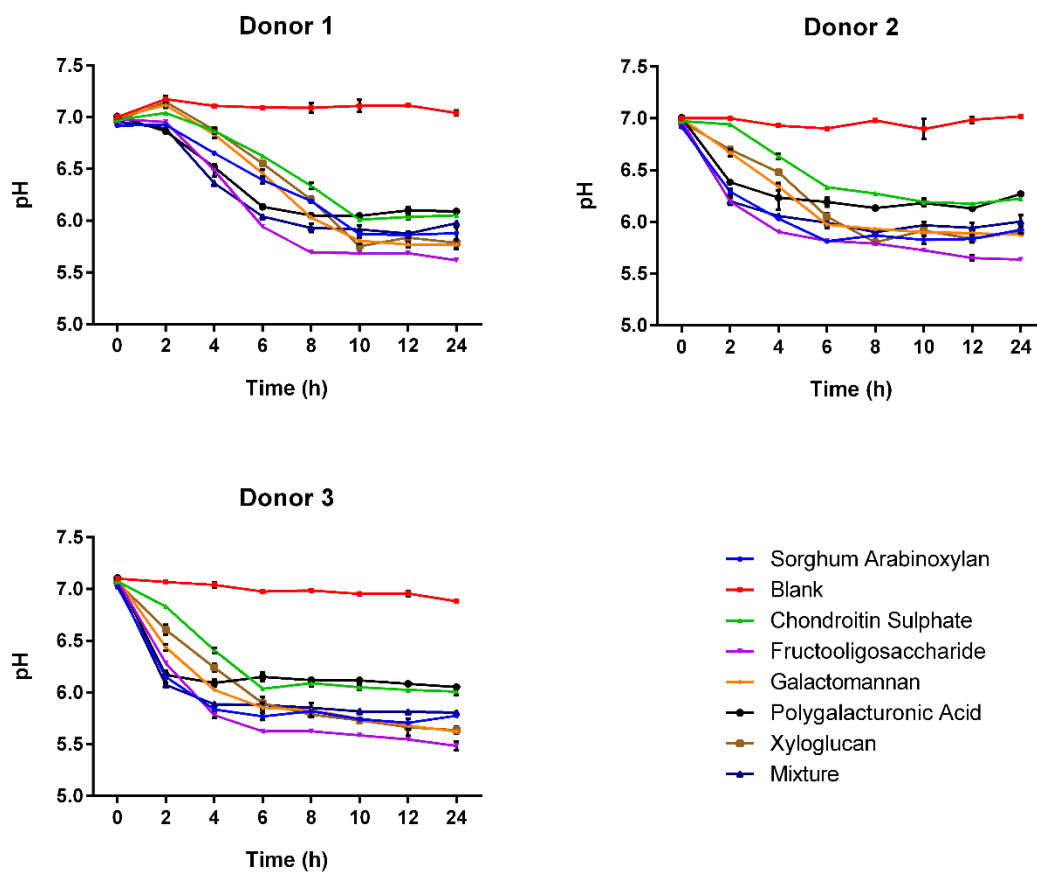 Donor 1
7.5
7.0
6.5
6.0
5.5
5.0
pH
0 2 4 6 8 10 12 24
Time (h)
Donor 2
7.5
7.0
6.5
6.0
5.5
5.0
pH
0 2 4 6 8 10 12 24
Time (h)
Donor 3
7.5
7.0
6.5
6.0
5.5
5.0
pH
0 2 4 6 8 10 12 24
Time (h)
Sorghum Arabinoxylan
Blank
Chondroitin Sulphate
Fructooligosaccharide
Galactomannan
Polygalacturonic Acid
Xyloglucan
Mixture